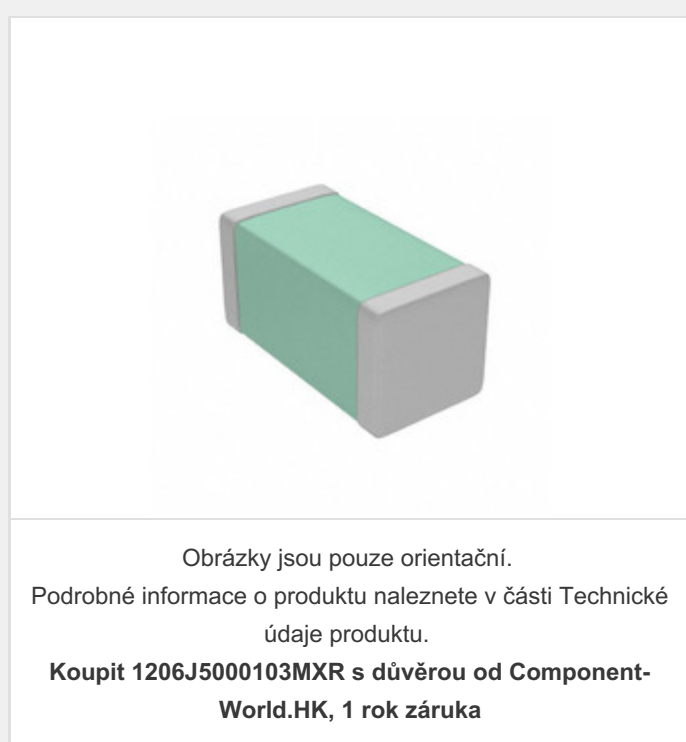 Obrázky jsou pouze orientační.
Podrobné informace o produktu naleznete v části Technické
údaje produktu.
Koupit 1206J5000103MXR s důvěrou od Component-
World.HK, 1 rok záruka